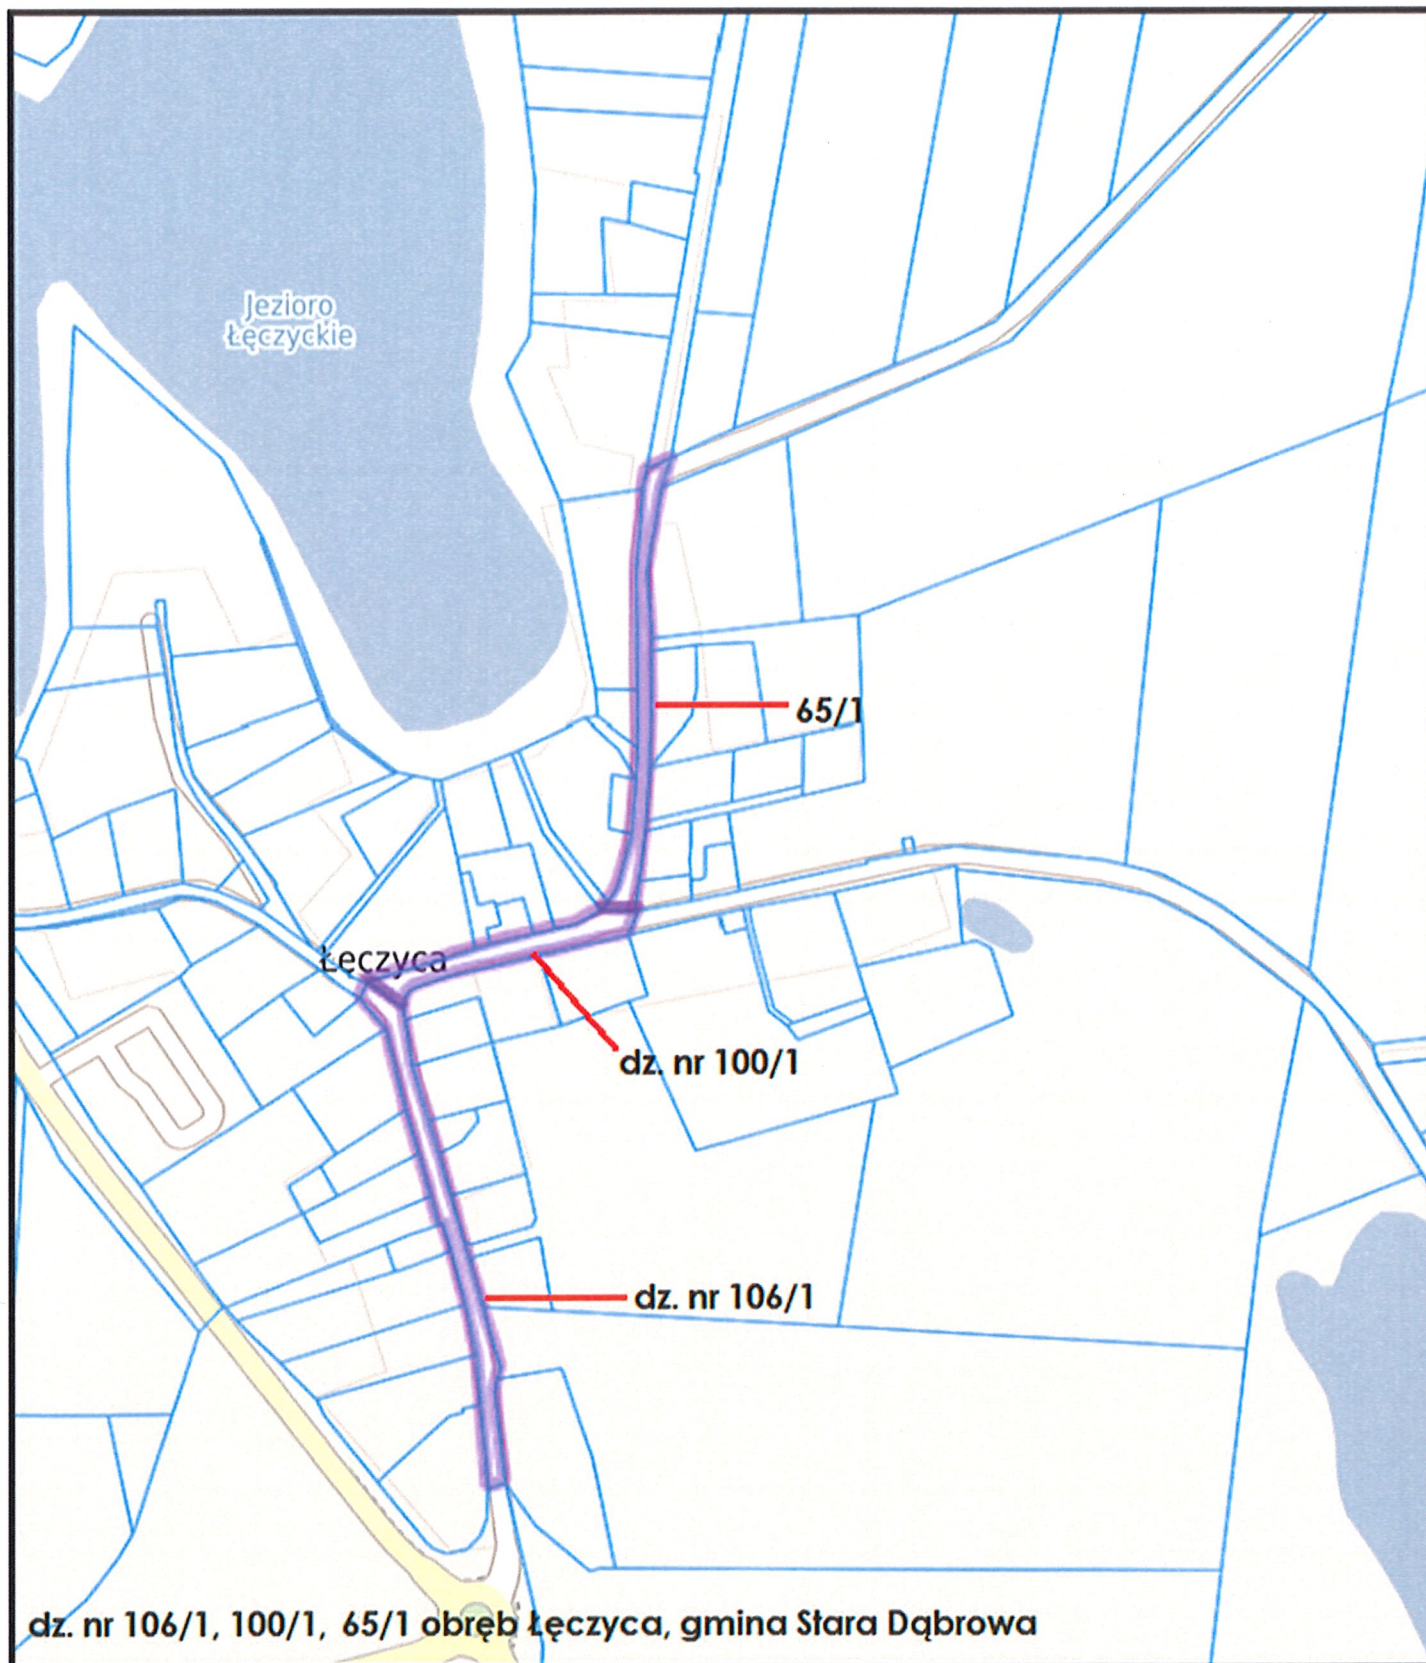 Jezioro
Łęczyckie
65/1
Łęczyca
dz. nr 100/1
dz. nr 106/1
dz. nr 106/1, 100/1, 65/1 obręb Łęczyca, gmina Stara Dąbrowa